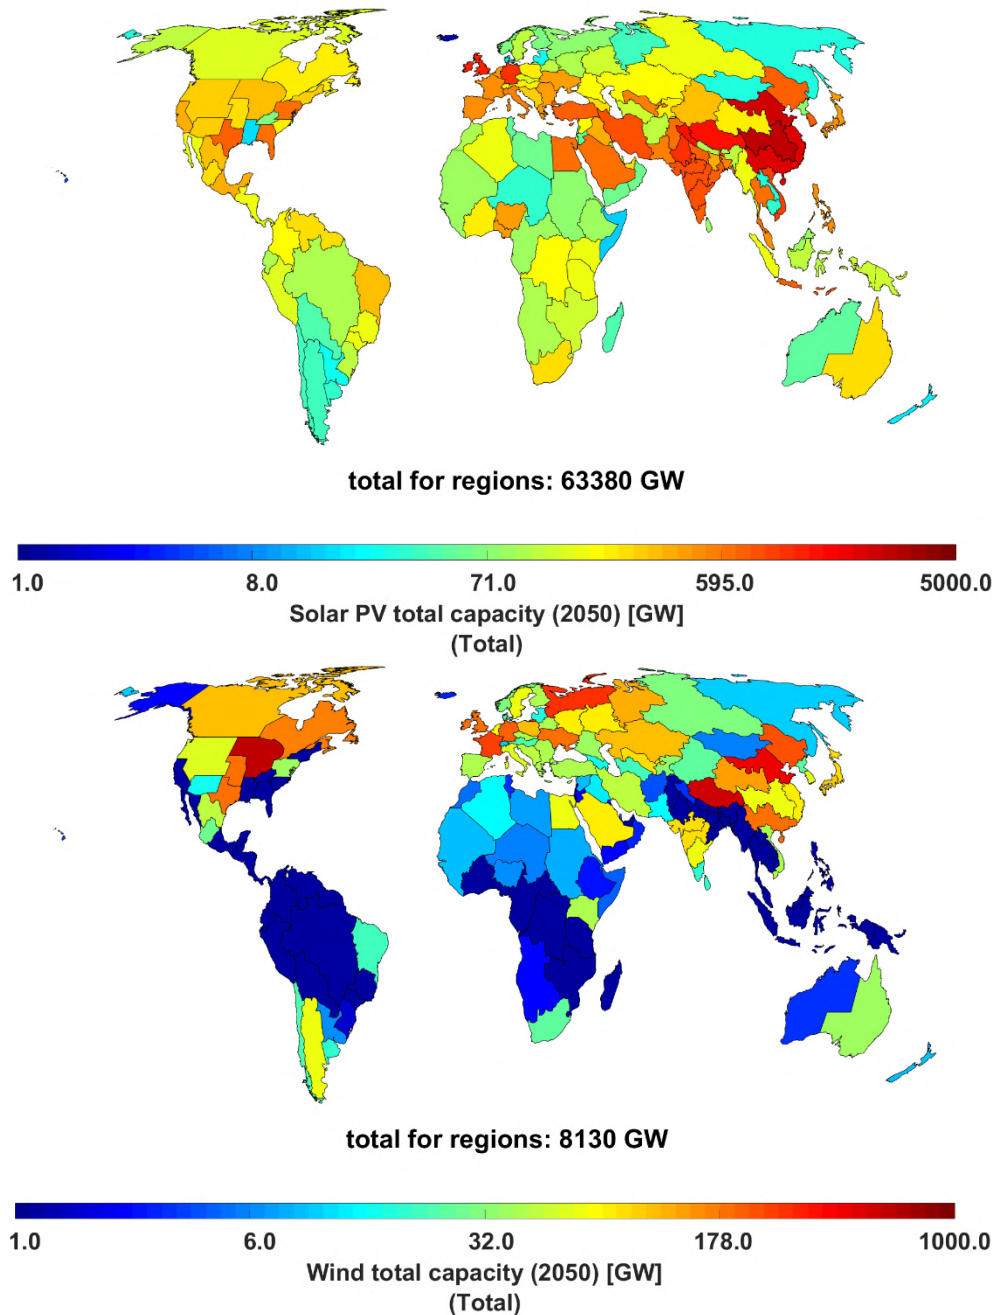 total for regions: 63380 GW
1.0 8.0 71.0 595.0 5000.0
Solar PV total capacity (2050) [GW]
(Total)
total for regions: 8130 GW
1.0 6.0 32.0 178.0 1000.0
Wind total capacity (2050) [GW]
(Total)